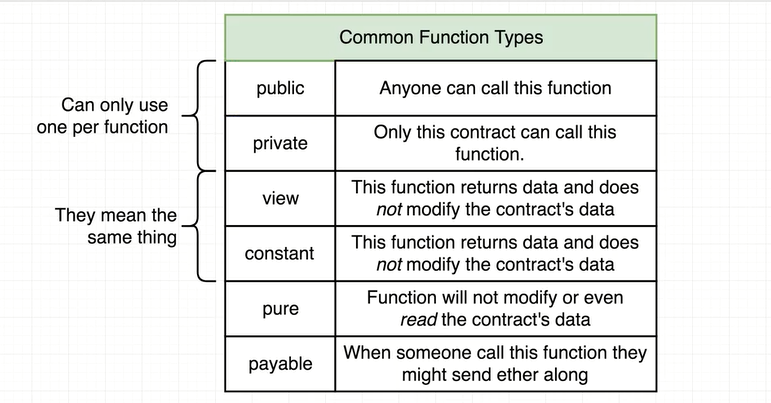 Common Function Types
Can only use
one per function
public
Anyone can call this function
private
Only this contract can call this
function.
They mean the
same thing
view
This function returns data and does
not modify the contract's data
constant
This function returns data and does
not modify the contract's data
pure
Function will not modify or even
read the contract's data
payable
When someone call this function they
might send ether along